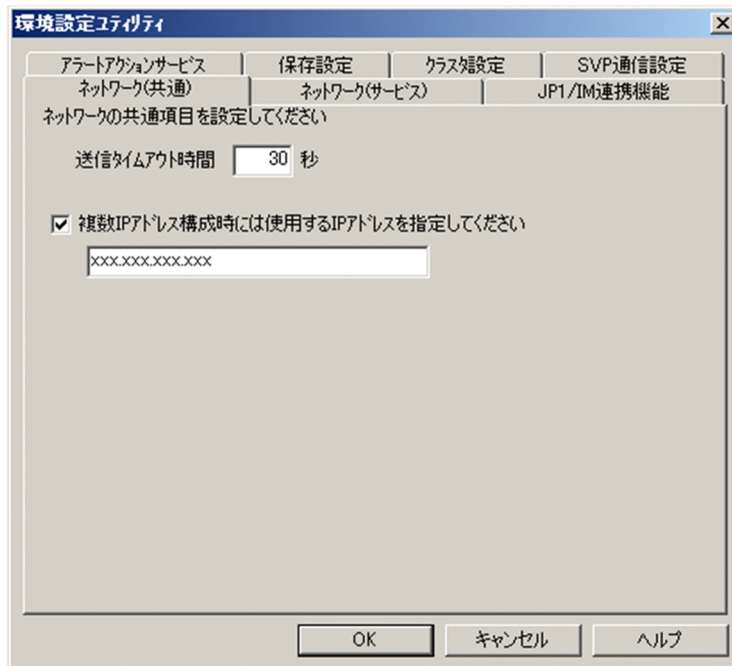 環境設定ユティリティ
アラートアクションサービス 保存設定 クラスタ設定 SVP通信設定
ネットワーク(共通) ネットワーク(サービス) JP1/IM連携機能
ネットワークの共通項目を設定してください
送信タイムアウト時間 30 秒
複数IPアドレス構成時には使用するIPアドレスを指定してください
xxx.xxx.xxx.xxx
OK キャンセル ヘルプ